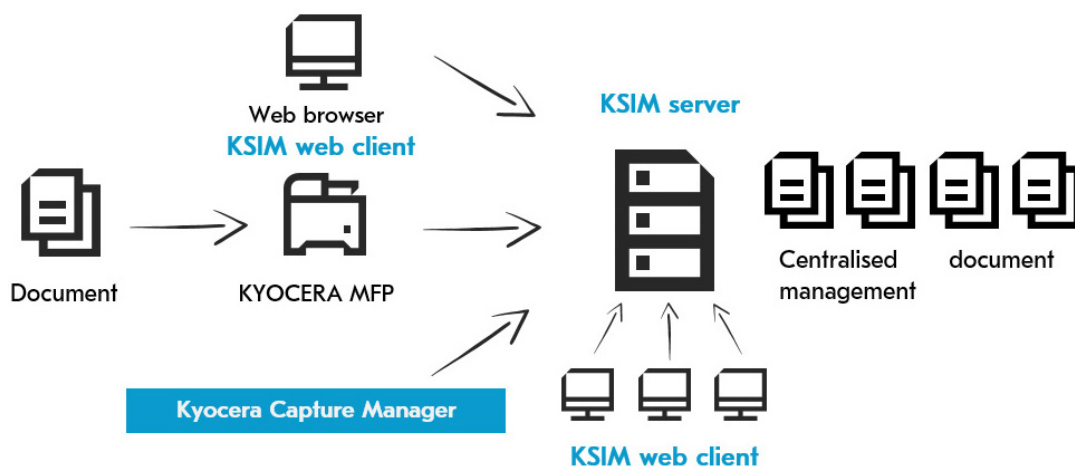 Web browser
KSIM web client
KSIM server
Document
KYOCERA MFP
Centralised document
management
Kyocera Capture Manager
KSIM web client